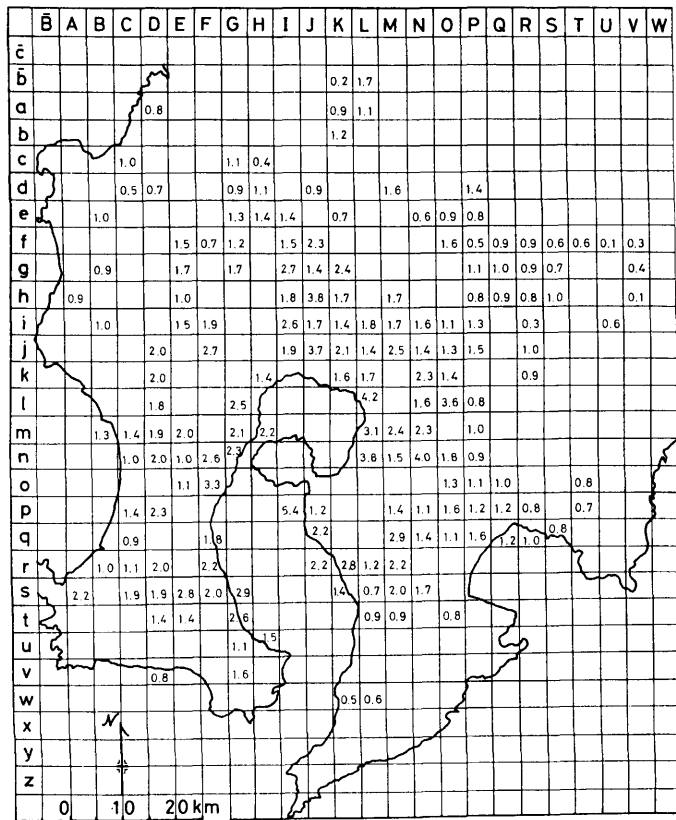 B̄ A B C D E F G H I J K L M N O P Q R S T U V W
c̄
b̄ 0.2 1.7
a 0.8 0.9 1.1
b 1.2
c 1.0 1.1 0.4
d 0.5 0.7 0.9 1.1 0.9 1.6 1.4
e 1.0 1.3 1.4 1.4 0.7 0.6 0.9 0.8
f 1.5 0.7 1.2 1.5 2.3 1.6 0.5 0.9 0.9 0.6 0.6 0.1 0.3
g 0.9 1.7 1.7 2.7 1.4 2.4 1.1 1.0 0.9 0.7 0.4
h 0.9 1.0 1.8 3.8 1.7 1.7 0.8 0.9 0.8 1.0 0.1
i 1.0 1.5 1.9 2.6 1.7 1.4 1.8 1.7 1.6 1.1 1.3 0.3 0.6
j 2.0 2.7 1.9 3.7 2.1 1.4 2.5 1.4 1.3 1.5 1.0
k 2.0 1.4 1.6 1.7 2.3 1.4 0.9
l 1.8 2.5 4.2 1.6 3.6 0.8
m 1.3 1.4 1.9 2.0 2.1 2.2 3.1 2.4 2.3 1.0
n 1.0 2.0 1.0 2.6 2.3 3.8 1.5 4.0 1.8 0.9
o 1.1 3.3 1.3 1.1 1.0 0.8
p 1.4 2.3 5.4 1.2 1.4 1.1 1.6 1.2 1.2 0.8 0.7
q 0.9 1.8 2.2 2.9 1.4 1.1 1.6 1.2 1.0 0.8
r 1.0 1.1 2.0 2.2 2.2 2.8 1.2 2.2
s 2.2 1.9 1.9 2.8 2.0 2.9 1.4 0.7 2.0 1.7
t 1.4 1.4 2.6 0.9 0.9 0.8
u 1.1 1.5
v 0.8 1.6
w 0.5 0.6
x N
y
z
0 10 20 km